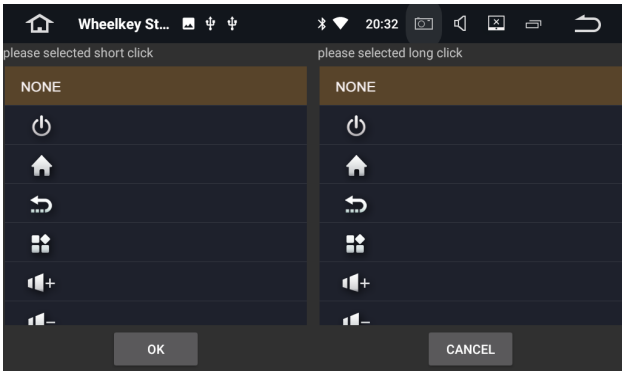 Wheelkey St... 20:32
please selected short click please selected long click
NONE NONE
OK CANCEL